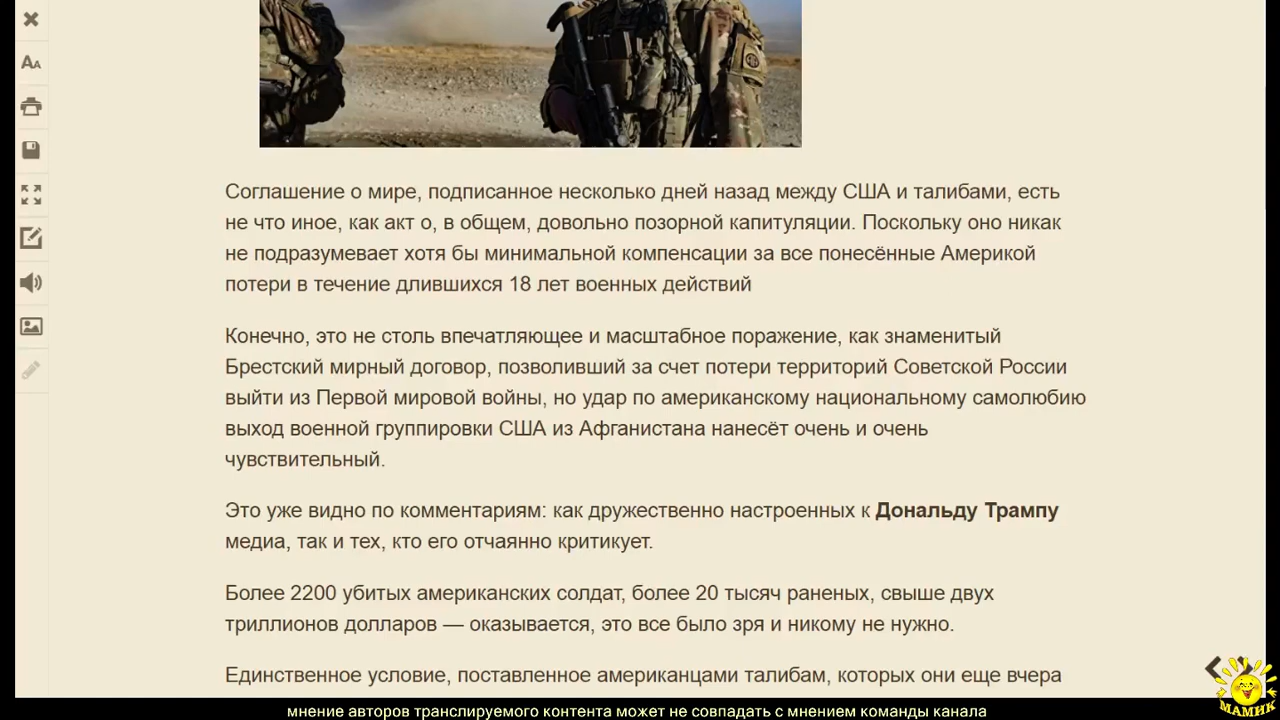 Aᴀ
Соглашение о мире, подписанное несколько дней назад между США и талибами, есть
не что иное, как акт о, в общем, довольно позорной капитуляции. Поскольку оно никак
не подразумевает хотя бы минимальной компенсации за все понесённые Америкой
потери в течение длившихся 18 лет военных действий
Конечно, это не столь впечатляющее и масштабное поражение, как знаменитый
Брестский мирный договор, позволивший за счет потери территорий Советской России
выйти из Первой мировой войны, но удар по американскому национальному самолюбию
выход военной группировки США из Афганистана нанесёт очень и очень
чувствительный.
Это уже видно по комментариям: как дружественно настроенных к Дональду Трампу
медиа, так и тех, кто его отчаянно критикует.
Более 2200 убитых американских солдат, более 20 тысяч раненых, свыше двух
триллионов долларов — оказывается, это все было зря и никому не нужно.
Единственное условие, поставленное американцами талибам, которых они еще вчера
МАМИК
мнение авторов транслируемого контента может не совпадать с мнением команды канала